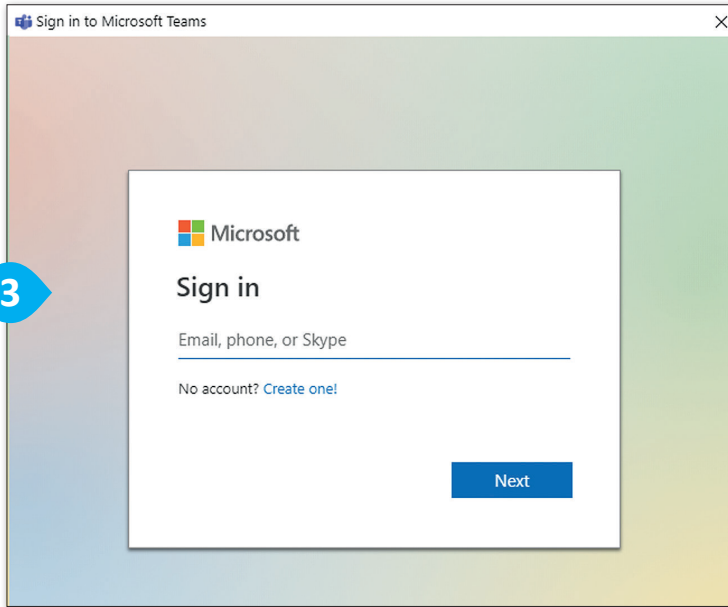 Sign in to Microsoft Teams
Microsoft
3
Sign in
Email, phone, or Skype
No account? Create one!
Next